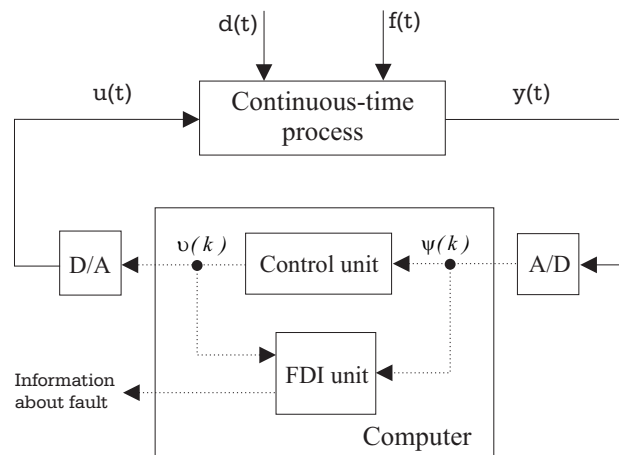 d(t)
f(t)
u(t)
Continuous-time
process
y(t)
υ(k)
ψ(k)
D/A
Control unit
A/D
FDI unit
Information
about fault
Computer